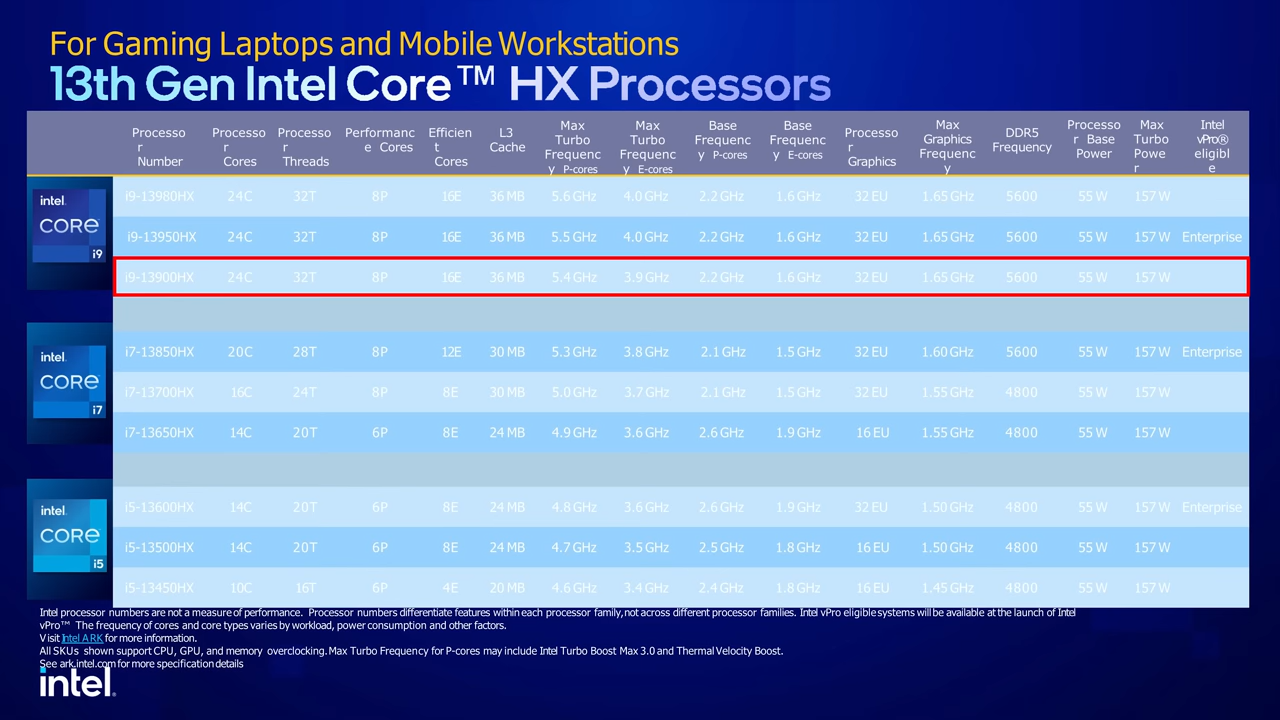 For Gaming Laptops and Mobile Workstations
13th Gen Intel Core™ HX Processors
Processo r Number Processo r Cores Processo r Threads Performanc e Cores Efficien t Cores L3 Cache Max Turbo Frequenc y P-cores Max Turbo Frequenc y E-cores Base Frequenc y P-cores Base Frequenc y E-cores Processo r Graphics Max Graphics Frequenc y DDR5 Frequency Processo r Base Power Max Turbo Powe r Intel vPro® eligibl e
intel.
CORE™
i9
i9-13980HX 24C 32T 8P 16E 36 MB 5.6 GHz 4.0 GHz 2.2 GHz 1.6 GHz 32 EU 1.65 GHz 5600 55 W 157 W
i9-13950HX 24C 32T 8P 16E 36 MB 5.5 GHz 4.0 GHz 2.2 GHz 1.6 GHz 32 EU 1.65 GHz 5600 55 W 157 W Enterprise
i9-13900HX 24C 32T 8P 16E 36 MB 5.4 GHz 3.9 GHz 2.2 GHz 1.6 GHz 32 EU 1.65 GHz 5600 55 W 157 W
intel.
CORE™
i7
i7-13850HX 20C 28T 8P 12E 30 MB 5.3 GHz 3.8 GHz 2.1 GHz 1.5 GHz 32 EU 1.60 GHz 5600 55 W 157 W Enterprise
i7-13700HX 16C 24T 8P 8E 30 MB 5.0 GHz 3.7 GHz 2.1 GHz 1.5 GHz 32 EU 1.55 GHz 4800 55 W 157 W
i7-13650HX 14C 20T 6P 8E 24 MB 4.9 GHz 3.6 GHz 2.6 GHz 1.9 GHz 16 EU 1.55 GHz 4800 55 W 157 W
intel.
CORE™
i5
i5-13600HX 14C 20T 6P 8E 24 MB 4.8 GHz 3.6 GHz 2.6 GHz 1.9 GHz 32 EU 1.50 GHz 4800 55 W 157 W Enterprise
i5-13500HX 14C 20T 6P 8E 24 MB 4.7 GHz 3.5 GHz 2.5 GHz 1.8 GHz 16 EU 1.50 GHz 4800 55 W 157 W
i5-13450HX 10C 16T 6P 4E 20 MB 4.6 GHz 3.4 GHz 2.4 GHz 1.8 GHz 16 EU 1.45 GHz 4800 55 W 157 W
Intel processor numbers are not a measure of performance. Processor numbers differentiate features within each processor family, not across different processor families. Intel vPro eligible systems will be available at the launch of Intel
vPro™ The frequency of cores and core types varies by workload, power consumption and other factors.
Visit Intel ARK for more information.
All SKUs shown support CPU, GPU, and memory overclocking. Max Turbo Frequency for P-cores may include Intel Turbo Boost Max 3.0 and Thermal Velocity Boost.
See ark.intel.com for more specification details
intel®